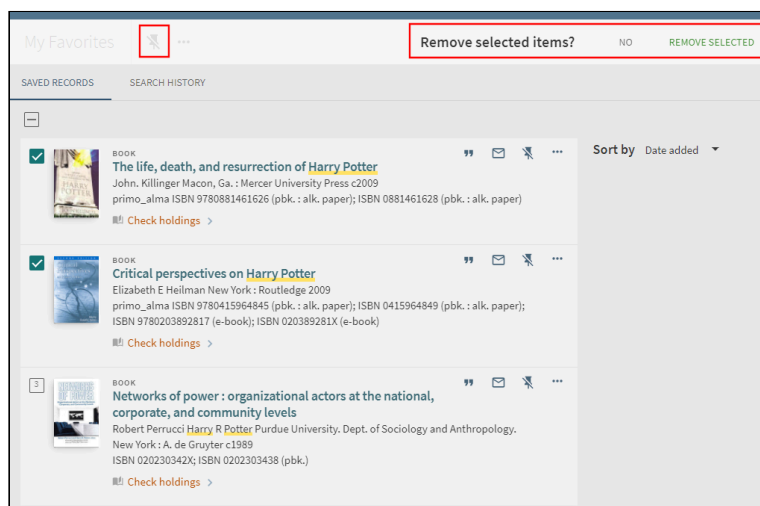 My Favorites
Remove selected items? NO REMOVE SELECTED
SAVED RECORDS SEARCH HISTORY
Sort by Date added
BOOK
The life, death, and resurrection of Harry Potter
John. Killinger Macon, Ga. : Mercer University Press c2009
primo_alma ISBN 9780881461626 (pbk. : alk. paper); ISBN 0881461628 (pbk. : alk. paper)
Check holdings
BOOK
Critical perspectives on Harry Potter
Elizabeth E Heilman New York : Routledge 2009
primo_alma ISBN 9780415964845 (pbk. : alk. paper); ISBN 0415964849 (pbk. : alk. paper);
ISBN 9780203892817 (e-book); ISBN 020389281X (e-book)
Check holdings
3
BOOK
Networks of power : organizational actors at the national,
corporate, and community levels
Robert Perrucci Harry R Potter Purdue University. Dept. of Sociology and Anthropology.
New York : A. de Gruyter c1989
ISBN 020230342X; ISBN 0202303438 (pbk.)
Check holdings